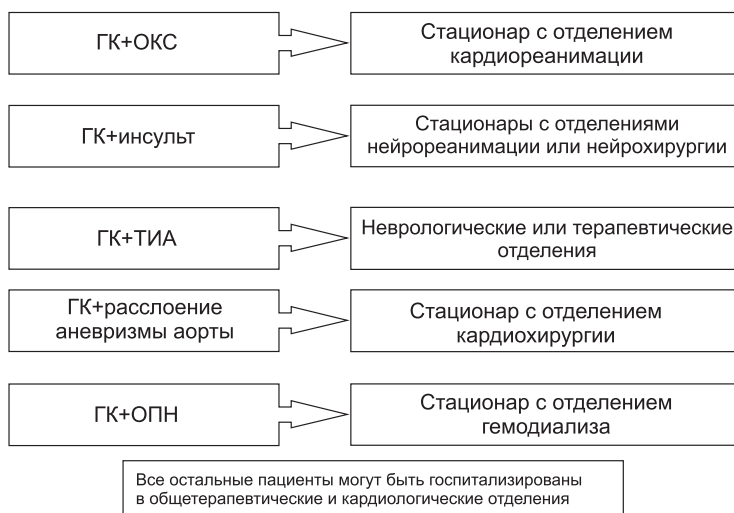 ГК+ОКС
Стационар с отделением
кардиореанимации
ГК+инсульт
Стационары с отделениями
нейрореанимации или нейрохирургии
ГК+ТИА
Неврологические или терапевтические
отделения
ГК+расслоение
аневризмы аорты
Стационар с отделением
кардиохирургии
ГК+ОПН
Стационар с отделением
гемодиализа
Все остальные пациенты могут быть госпитализированы
в общетерапевтические и кардиологические отделения